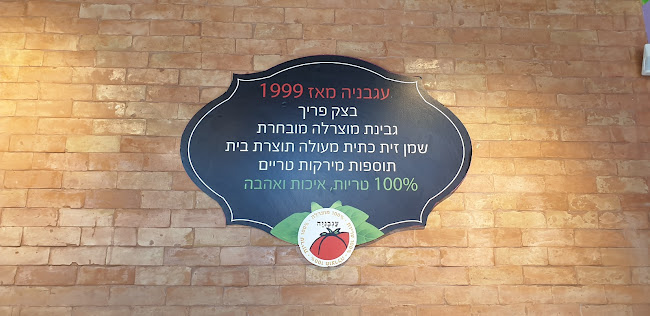 עגבניה מאז 1999
בצק פריך
גבינת מוצרלה מובחרת
שמן זית כתית מעולה תוצרת בית
תוספות מירקות טריים
100% טריות, איכות ואהבה
עגבניה